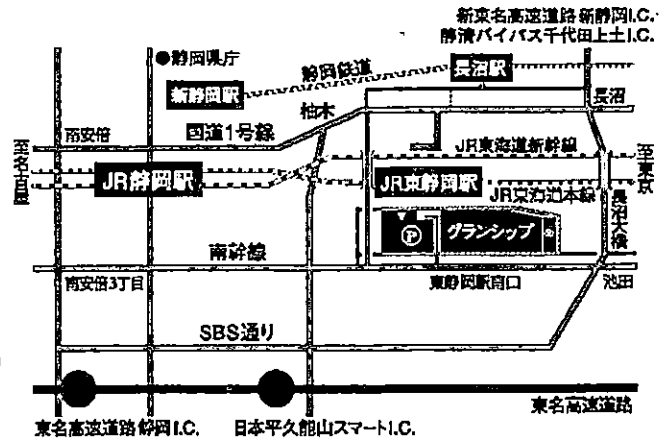 新東名高速道路 新静岡I.C.
静清バイパス千代田上土I.C.
●静岡県庁
静岡鉄道
長沼駅
新静岡駅
柚木
長沼
南安倍
国道1号線
JR東海道新幹線
至名古屋
至東京
JR静岡駅
JR東静岡駅
JR東海道本線
長沼大橋
P
グランシップ
南幹線
南安倍3丁目
東静岡駅南口
池田
SBS通り
東名高速道路
東名高速道路 静岡I.C.
日本平久能山スマートI.C.